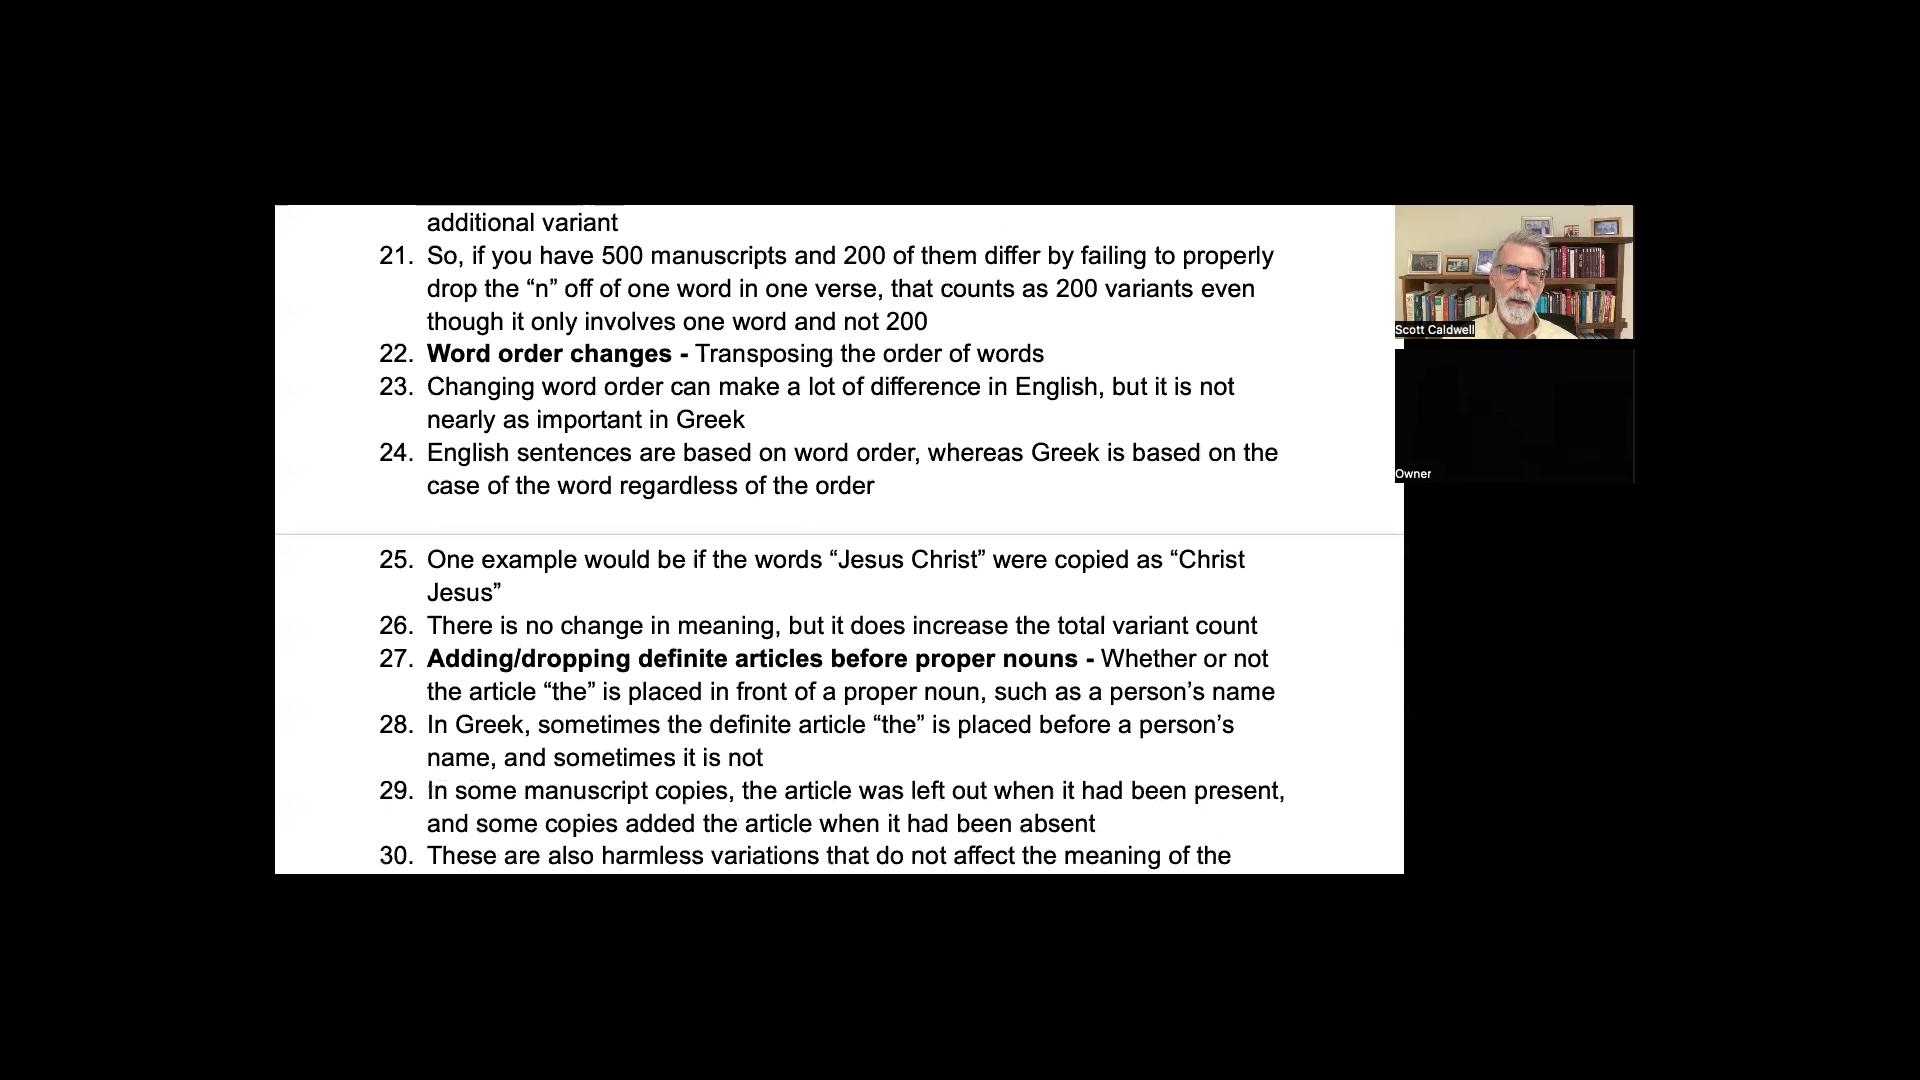 additional variant
21. So, if you have 500 manuscripts and 200 of them differ by failing to properly
drop the “n” off of one word in one verse, that counts as 200 variants even
though it only involves one word and not 200
22. Word order changes - Transposing the order of words
23. Changing word order can make a lot of difference in English, but it is not
nearly as important in Greek
24. English sentences are based on word order, whereas Greek is based on the
case of the word regardless of the order
25. One example would be if the words “Jesus Christ” were copied as “Christ
Jesus”
26. There is no change in meaning, but it does increase the total variant count
27. Adding/dropping definite articles before proper nouns - Whether or not
the article “the” is placed in front of a proper noun, such as a person’s name
28. In Greek, sometimes the definite article “the” is placed before a person’s
name, and sometimes it is not
29. In some manuscript copies, the article was left out when it had been present,
and some copies added the article when it had been absent
30. These are also harmless variations that do not affect the meaning of the
Scott Caldwell
Owner